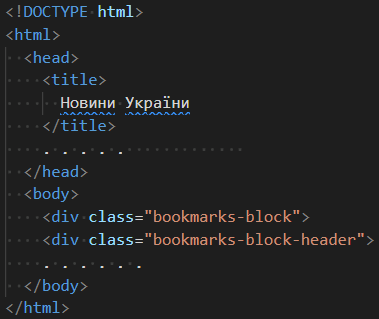 <!DOCTYPE html>
<html>
<head>
<title>
Новини України
</title>
. . . . .
</head>
<body>
<div class="bookmarks-block">
<div class="bookmarks-block-header">
. . . . . .
</body>
</html>